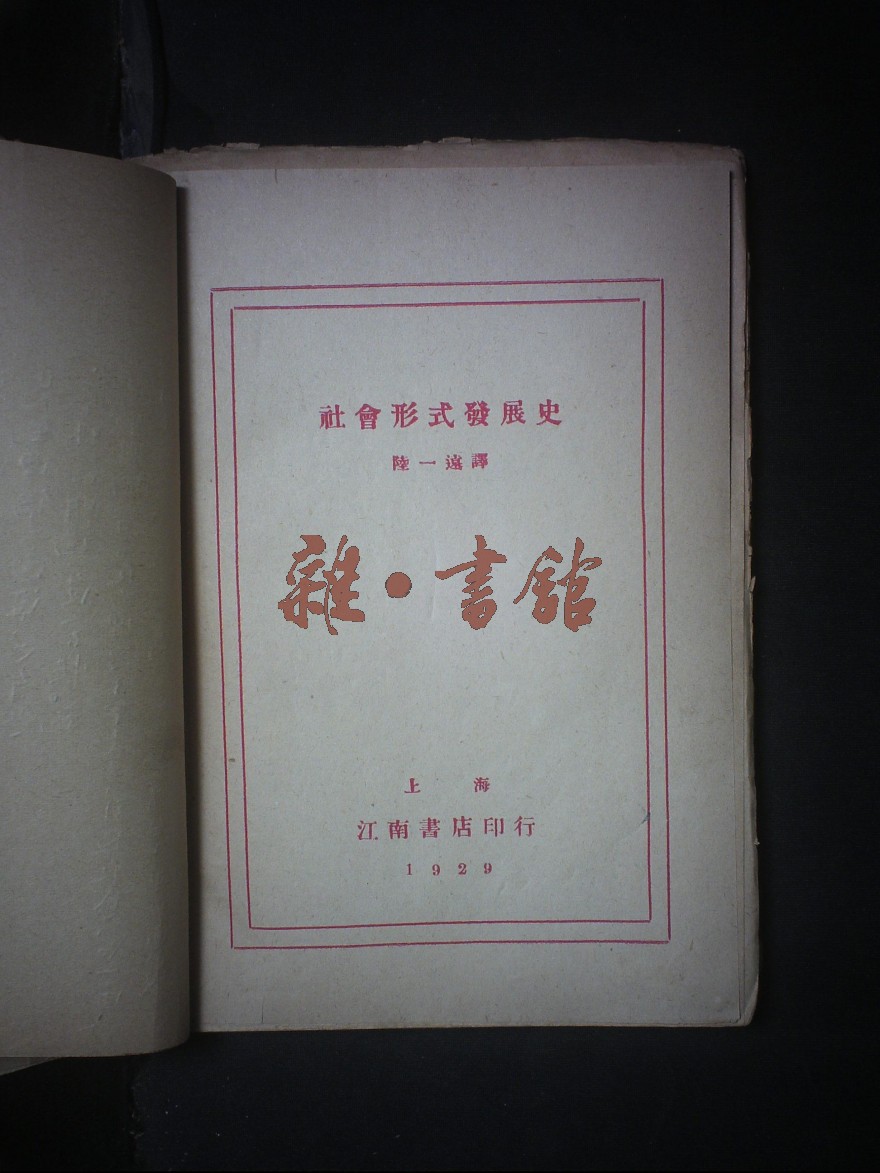 社會形式發展史
陸一遠譯
雜·書館
上海
江南書店印行
1929